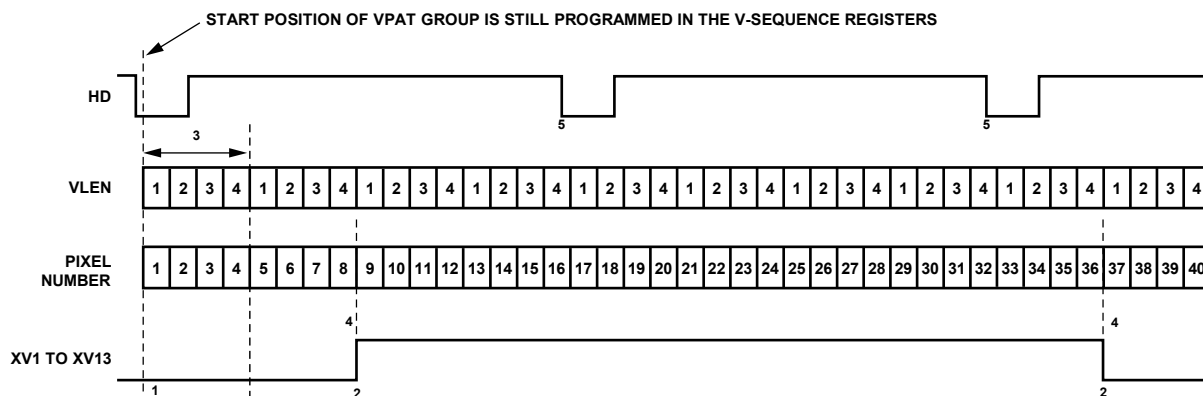 START POSITION OF VPAT GROUP IS STILL PROGRAMMED IN THE V-SEQUENCE REGISTERS
HD
3
5
5
VLEN
1 2 3 4 1 2 3 4 1 2 3 4 1 2 3 4 1 2 3 4 1 2 3 4 1 2 3 4 1 2 3 4 1 2 3 4 1 2 3 4
PIXEL
NUMBER
1 2 3 4 5 6 7 8 9 10 11 12 13 14 15 16 17 18 19 20 21 22 23 24 25 26 27 28 29 30 31 32 33 34 35 36 37 38 39 40
4
4
XV1 TO XV13
1
2
2